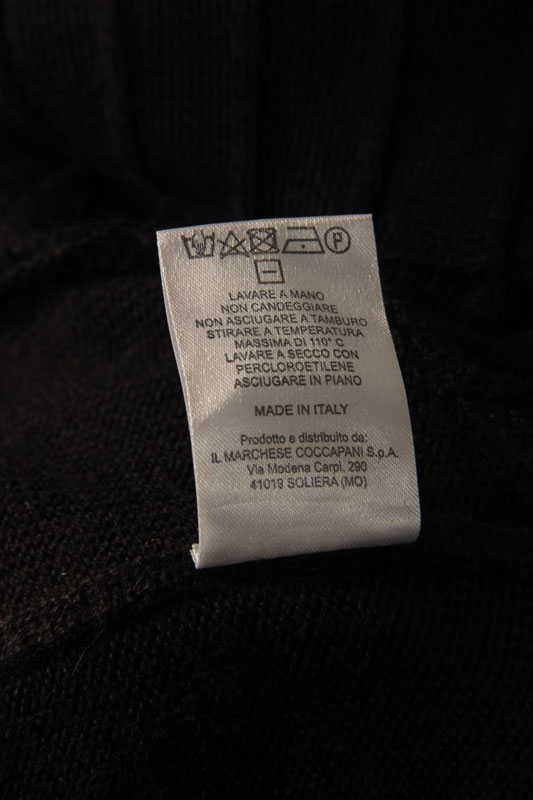 P
LAVARE A MANO
NON CANDEGGIARE
NON ASCIUGARE A TAMBURO
STIRARE A TEMPERATURA
MASSIMA DI 110° C
LAVARE A SECCO CON
PERCLOROETILENE
ASCIUGARE IN PIANO
MADE IN ITALY
Prodotto e distribuito da:
IL MARCHESE COCCAPANI S.p.A.
Via Modena Carpi, 290
41019 SOLIERA (MO)